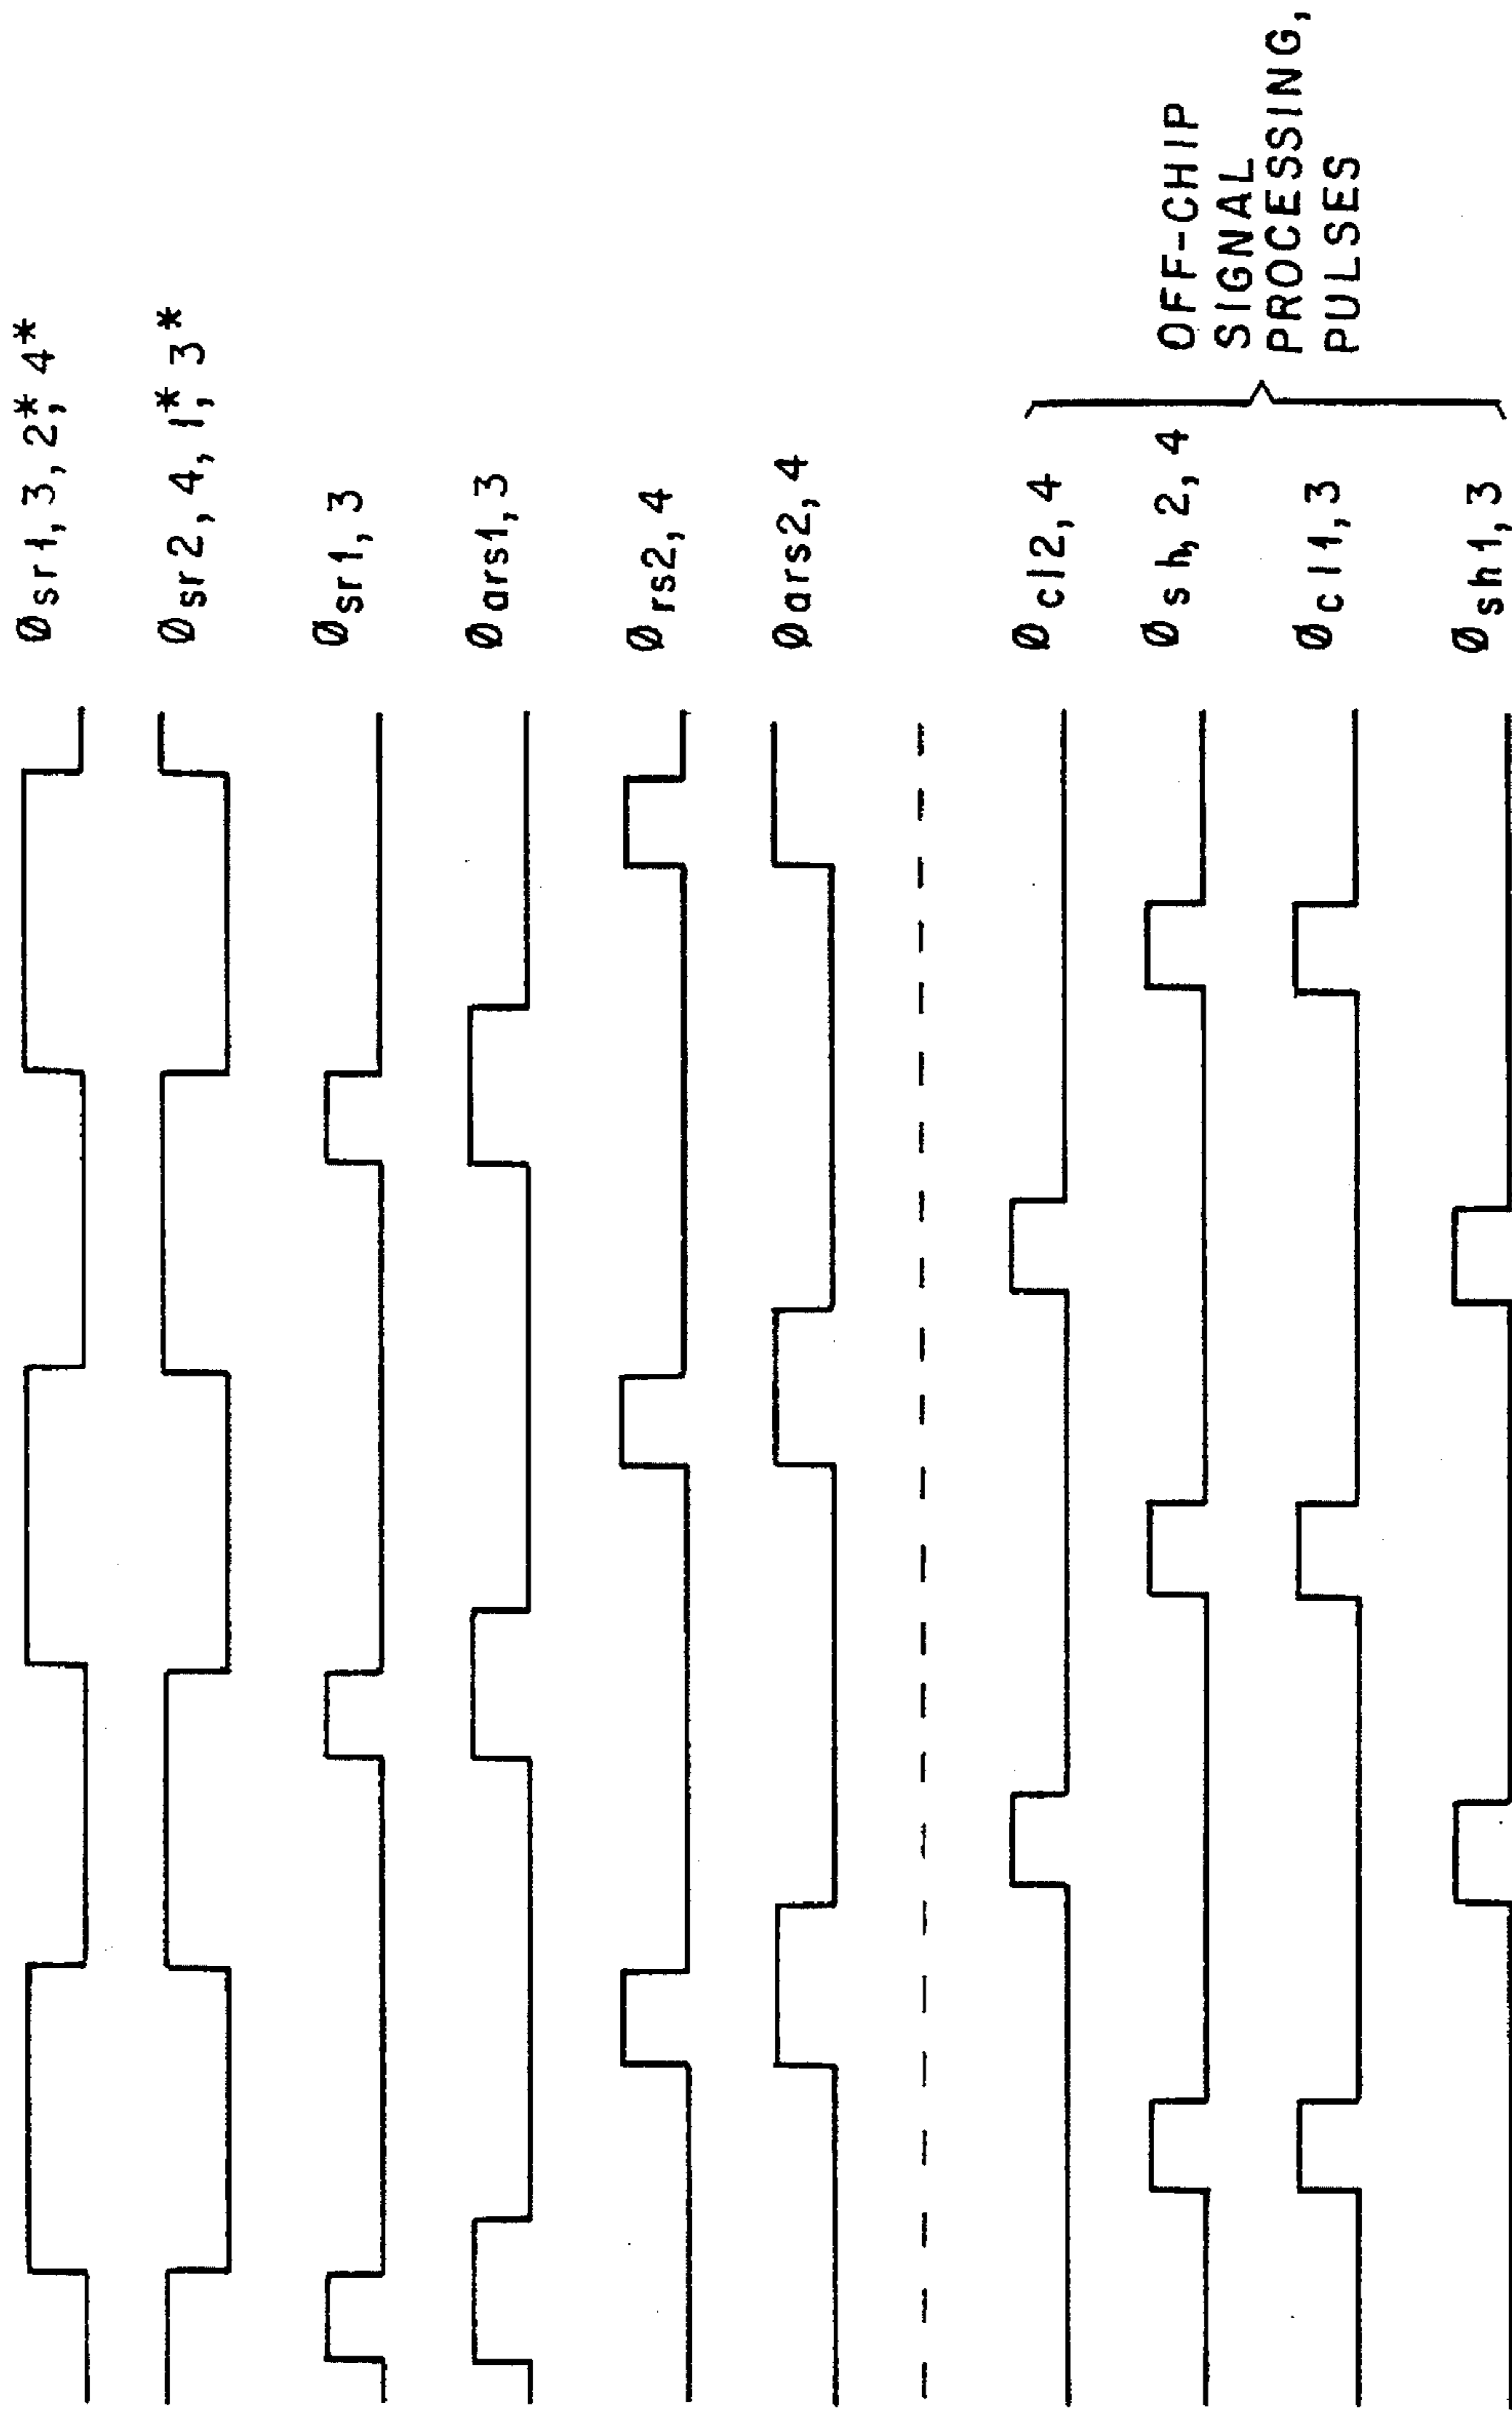 Øsr1, 3, 2*, 4*
Øsr2, 4, 1*, 3*
Øsr1, 3
Øars1, 3
Ørs2, 4
Øars2, 4
Øcl2, 4
Øsh, 2, 4
Øcl1, 3
Øsh1, 3
OFF-CHIP
SIGNAL
PROCESSING,
PULSES